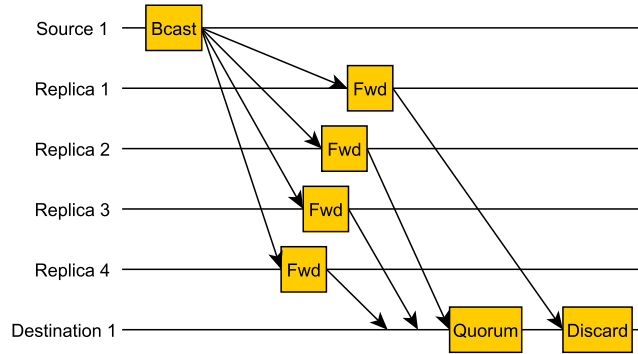 Source 1 Bcast
Replica 1 Fwd
Replica 2 Fwd
Replica 3 Fwd
Replica 4 Fwd
Destination 1 Quorum Discard